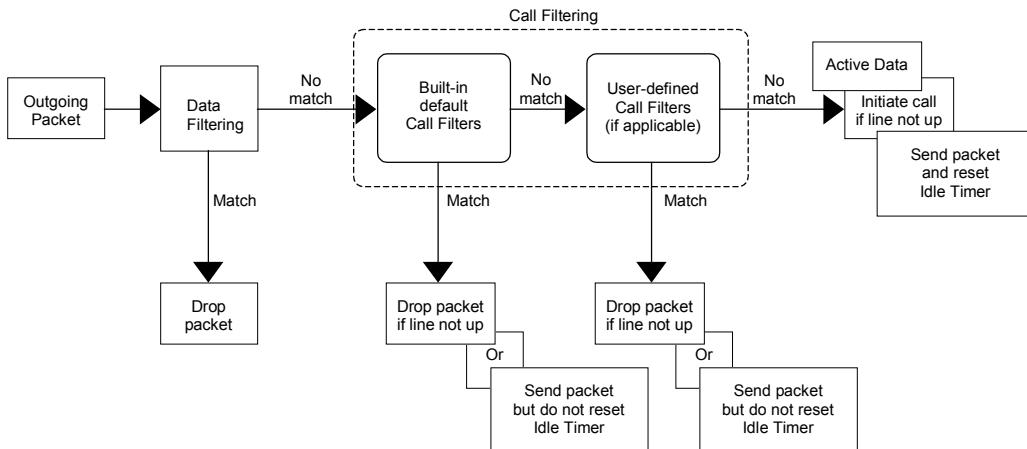 Call Filtering
Outgoing
Packet
Data
Filtering
No
match
Built-in
default
Call Filters
No
match
User-defined
Call Filters
(if applicable)
No
match
Active Data
Initiate call
if line not up
Send packet
and reset
Idle Timer
Match
Match
Match
Drop
packet
Drop packet
if line not up
Or
Send packet
but do not reset
Idle Timer
Drop packet
if line not up
Or
Send packet
but do not reset
Idle Timer